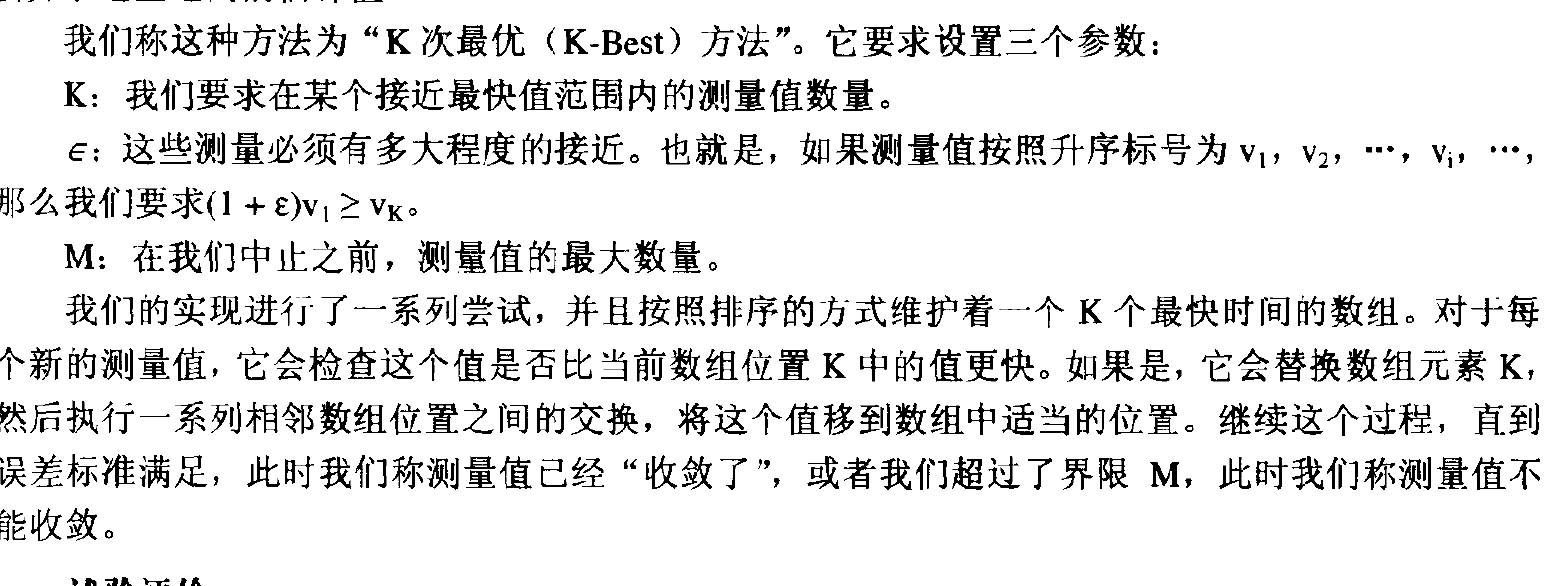 我们称这种方法为“K 次最优（K-Best）方法”。它要求设置三个参数：
K：我们要求在某个接近最快值范围内的测量值数量。
ϵ：这些测量必须有多大程度的接近。也就是，如果测量值按照升序标号为 v₁，v₂，…，vᵢ，…，
那么我们要求(1 + ε)v₁ ≥ vK。
M：在我们中止之前，测量值的最大数量。
我们的实现进行了一系列尝试，并且按照排序的方式维护着一个 K 个最快时间的数组。对于每
个新的测量值，它会检查这个值是否比当前数组位置 K 中的值更快。如果是，它会替换数组元素 K，
然后执行一系列相邻数组位置之间的交换，将这个值移到数组中适当的位置。继续这个过程，直到
误差标准满足，此时我们称测量值已经“收敛了”，或者我们超过了界限 M，此时我们称测量值不
能收敛。